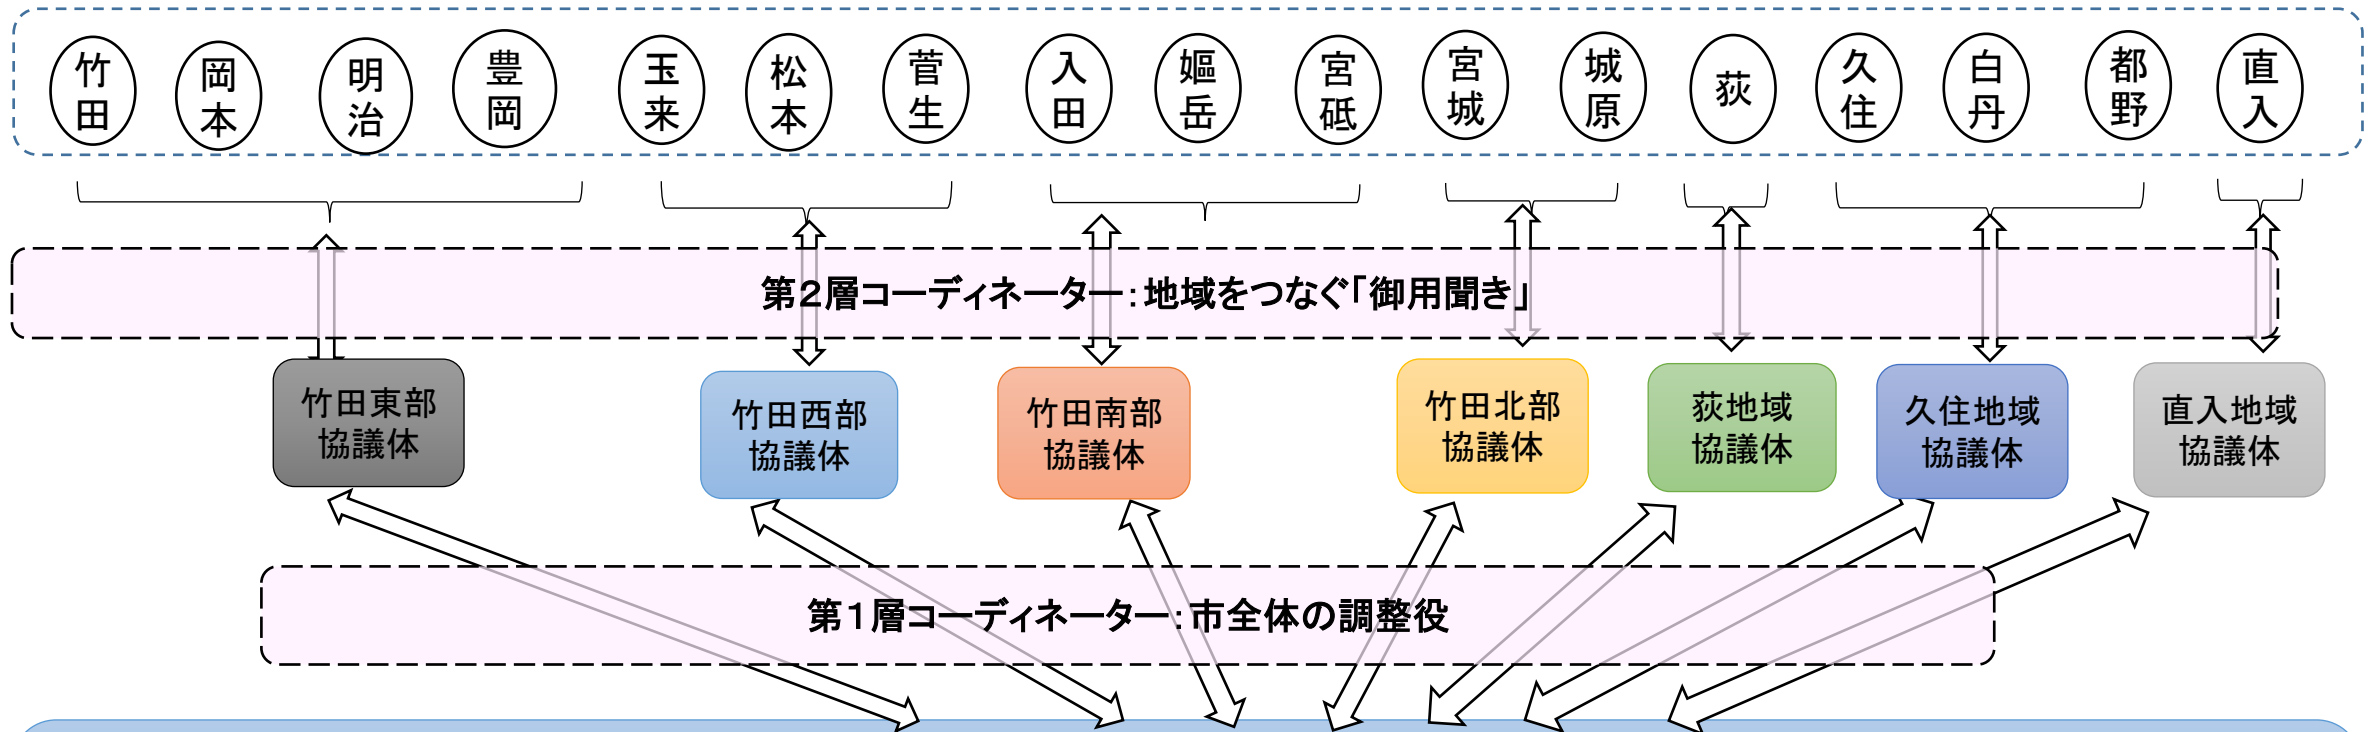 竹田
岡本
明治
豊岡
玉来
松本
菅生
入田
嫗岳
宮砥
宮城
城原
荻
久住
白丹
都野
直入
第２層コーディネーター：地域をつなぐ「御用聞き」
竹田東部
協議体
竹田西部
協議体
竹田南部
協議体
竹田北部
協議体
荻地域
協議体
久住地域
協議体
直入地域
協議体
第１層コーディネーター：市全体の調整役